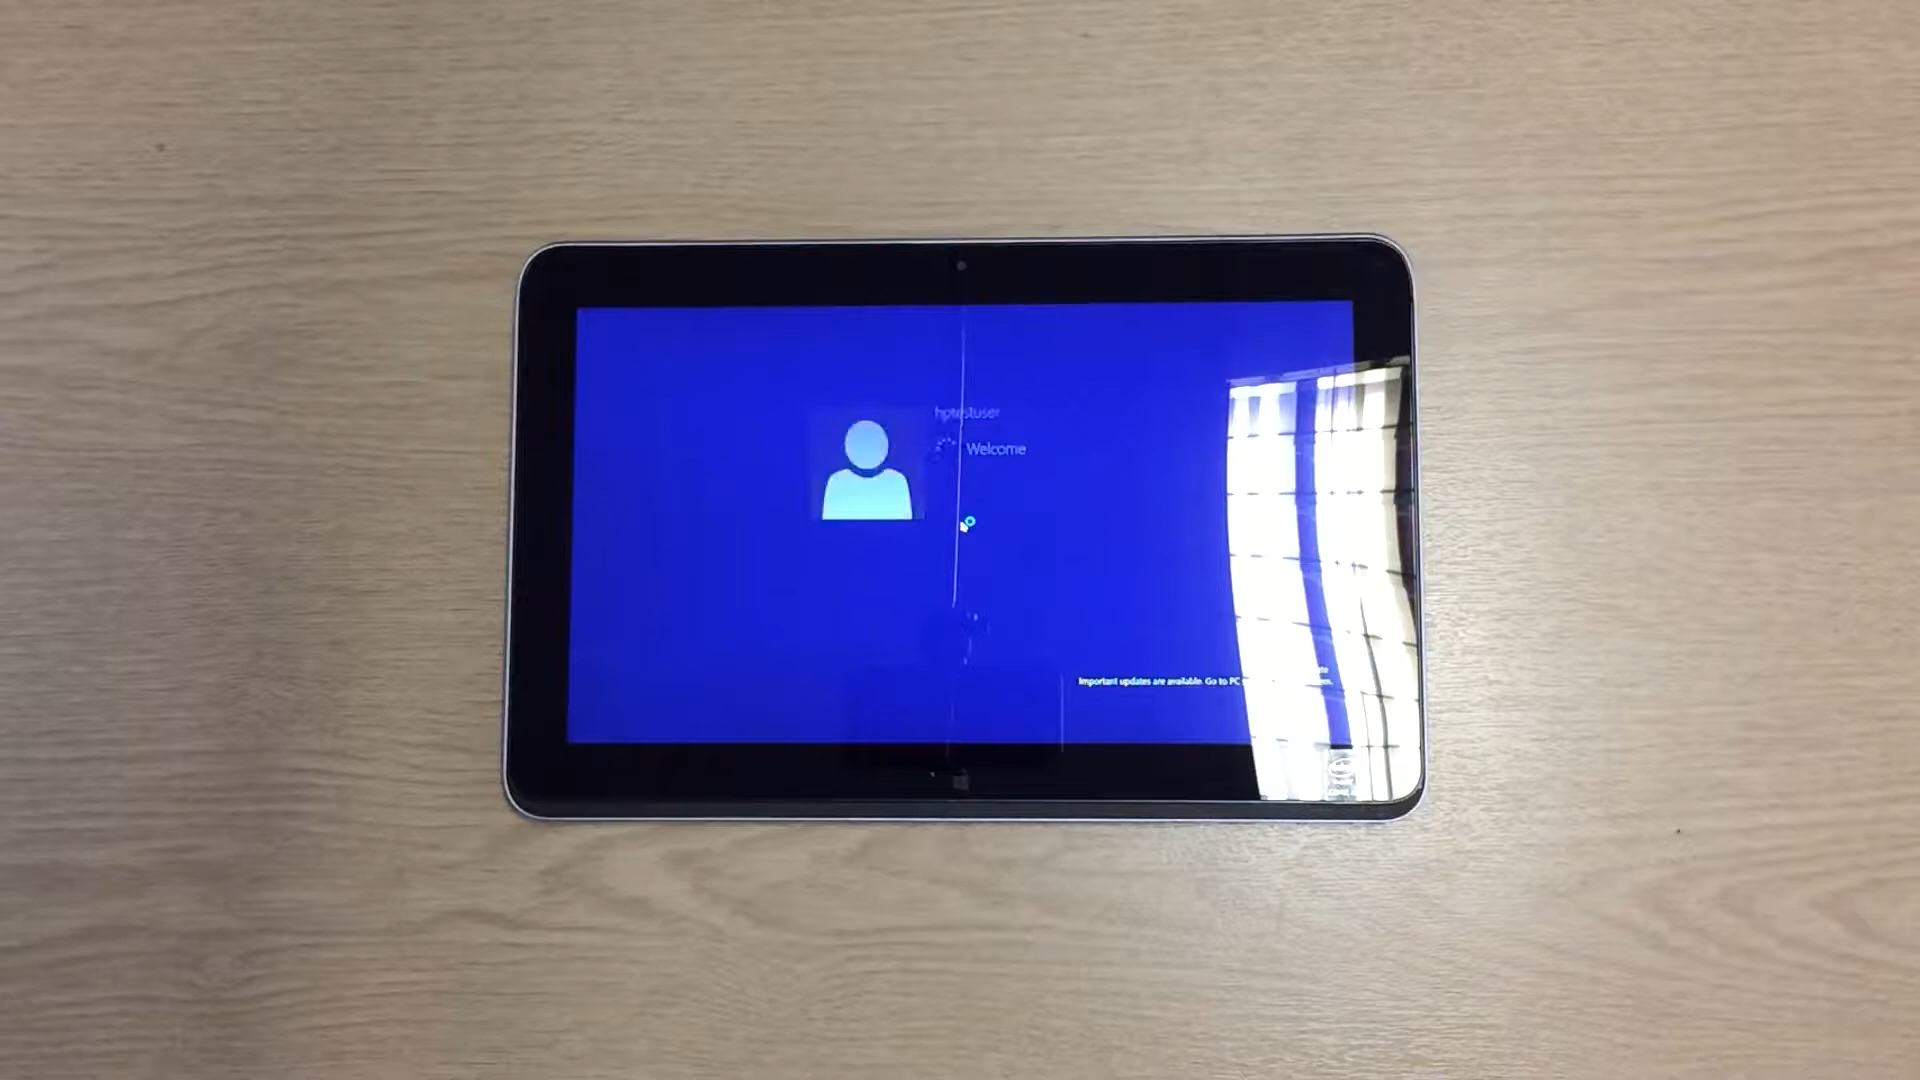 hptestuser
Welcome
Important updates are available. Go to PC